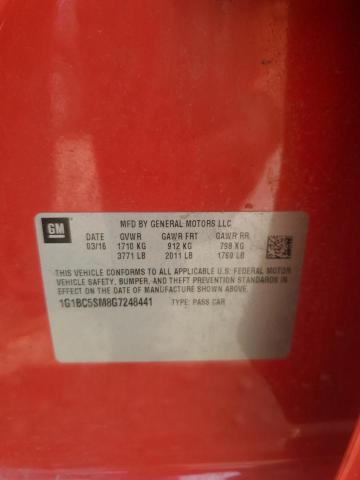 GM
MFD BY GENERAL MOTORS LLC
DATE GVWR GAWR FRT GAWR RR
03/16 1710 KG 912 KG 798 KG
3771 LB 2011 LB 1760 LB
THIS VEHICLE CONFORMS TO ALL APPLICABLE U.S. FEDERAL MOTOR
VEHICLE SAFETY, BUMPER, AND THEFT PREVENTION STANDARDS
IN EFFECT ON THE DATE OF MANUFACTURE SHOWN ABOVE.
1G1BC5SM8G7248441 TYPE: PASS CAR